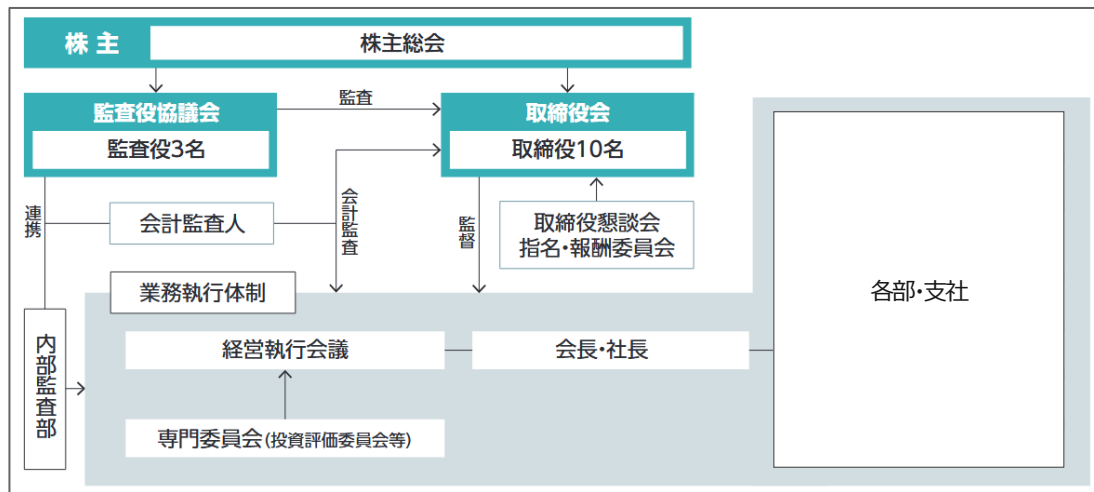 株 主
株主総会
監査役協議会
監査役3名
監査
取締役会
取締役10名
連携
会計監査人
会計監査
監督
取締役懇談会
指名・報酬委員会
業務執行体制
各部・支社
内部監査部
経営執行会議
会長・社長
専門委員会(投資評価委員会等)